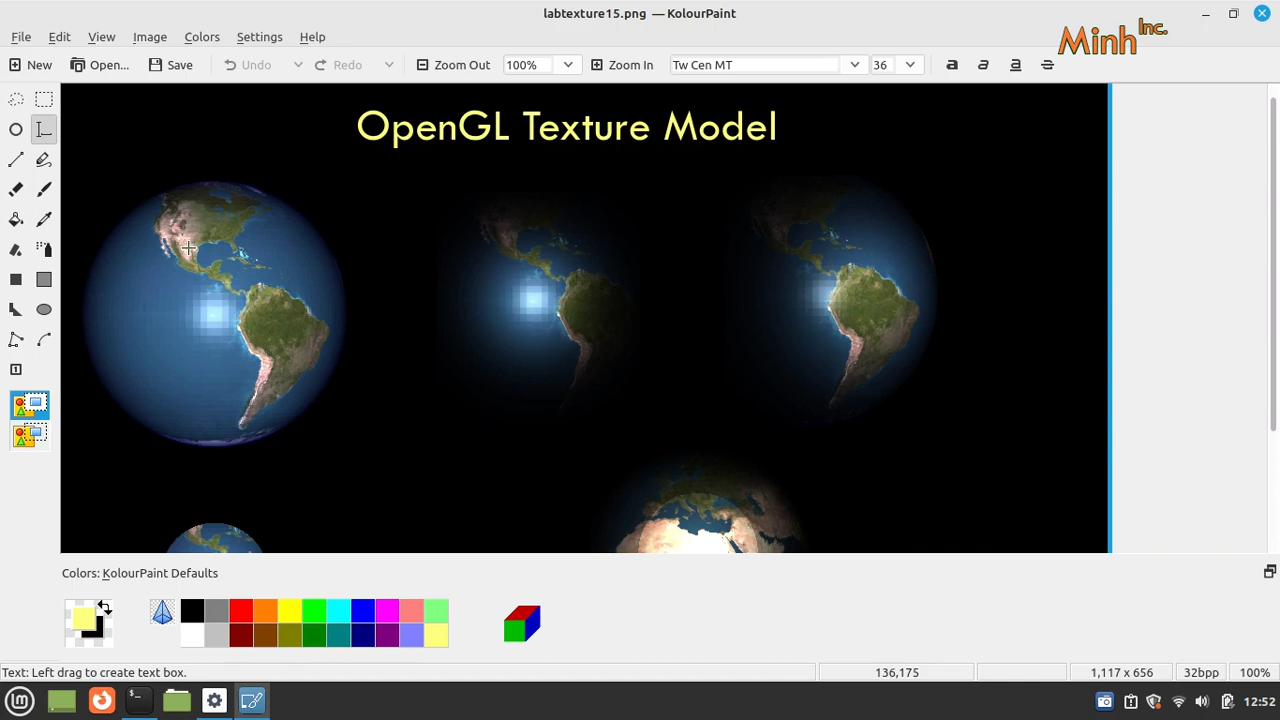 labtexture15.png — KolourPaint
File Edit View Image Colors Settings Help
Minh Inc.
New Open... Save Undo Redo Zoom Out 100% Zoom In Tw Cen MT 36 a a a a
OpenGL Texture Model
Colors: KolourPaint Defaults
Text: Left drag to create text box. 136,175 1,117 x 656 32bpp 100%
12:52